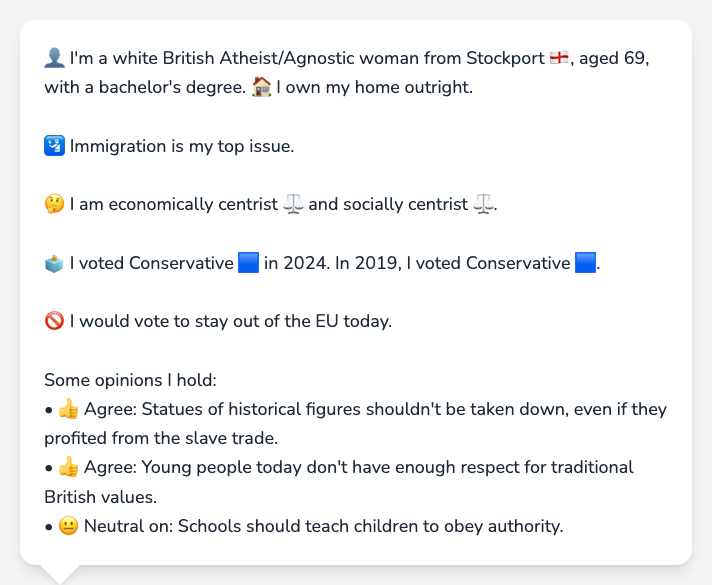 👤 I'm a white British Atheist/Agnostic woman from Stockport 🏴󠁧󠁢󠁥󠁮󠁧󠁿, aged 69,
with a bachelor's degree. 🏠 I own my home outright.
🛂 Immigration is my top issue.
🤔 I am economically centrist ⚖️ and socially centrist ⚖️.
🗳️ I voted Conservative 🟦 in 2024. In 2019, I voted Conservative 🟦.
🚫 I would vote to stay out of the EU today.
Some opinions I hold:
• 👍 Agree: Statues of historical figures shouldn't be taken down, even if they
profited from the slave trade.
• 👍 Agree: Young people today don't have enough respect for traditional
British values.
• 😐 Neutral on: Schools should teach children to obey authority.